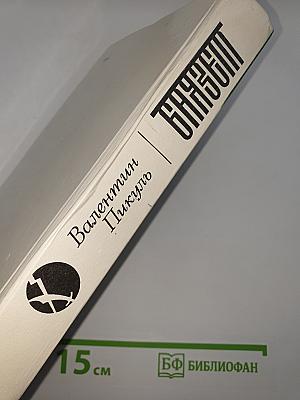 Валентин
Пикуль
БАЯЗЕТ
15 см
БФ БИБЛИОФАН